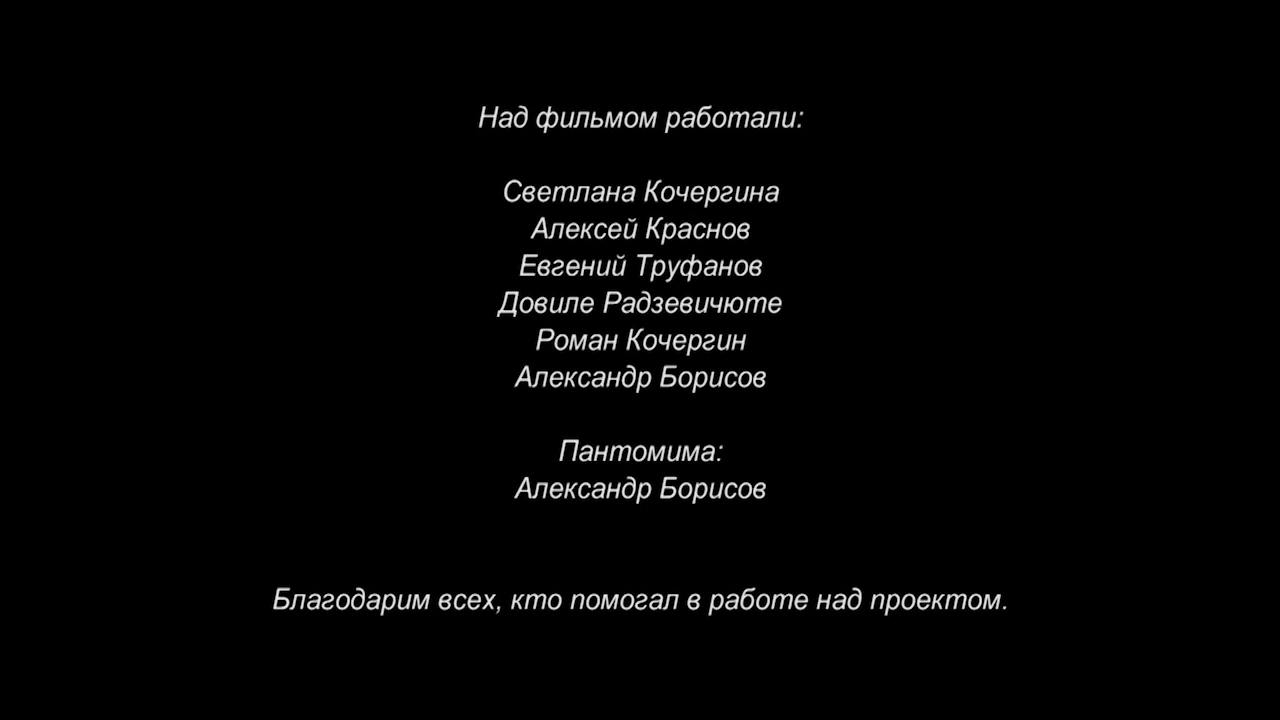 Над фильмом работали:
Светлана Кочергина
Алексей Краснов
Евгений Труфанов
Довиле Радзевичюте
Роман Кочергин
Александр Борисов
Пантомима:
Александр Борисов
Благодарим всех, кто помогал в работе над проектом.